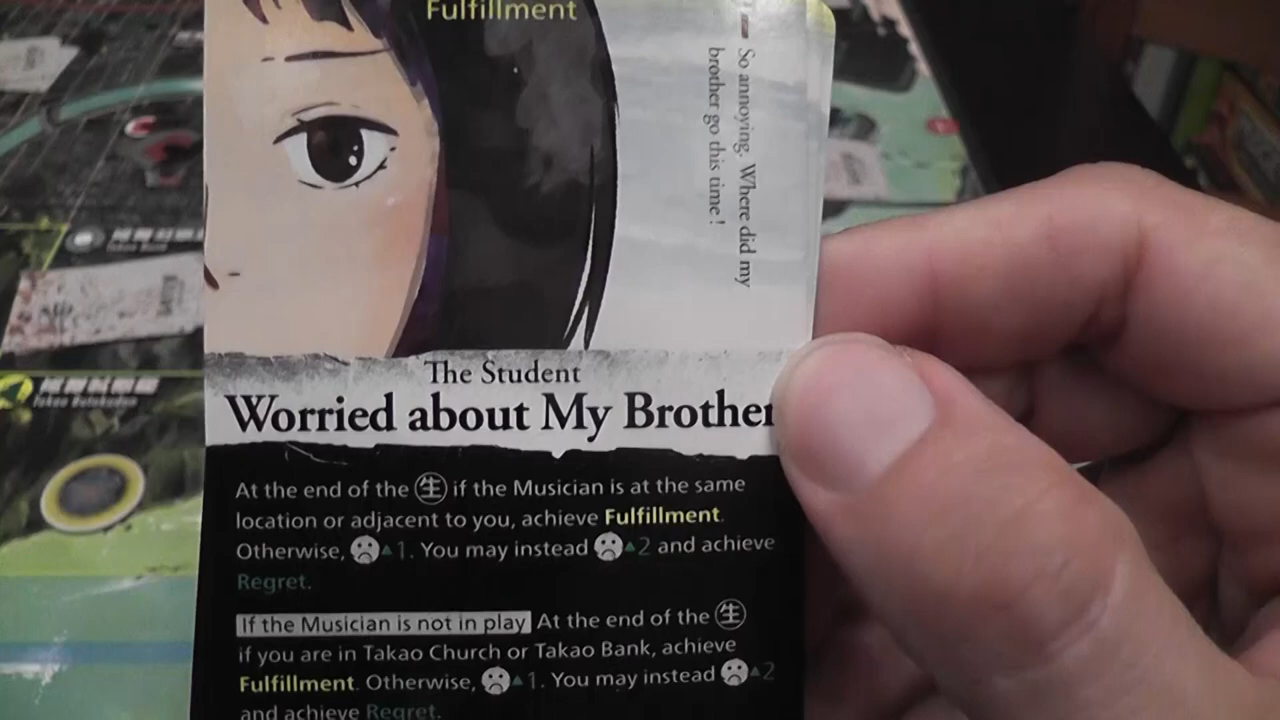 Fulfillment
So annoying. Where did my
brother go this time!
The Student
Worried about My Brother
At the end of the 生 if the Musician is at the same
location or adjacent to you, achieve Fulfillment.
Otherwise, ▲1. You may instead ▲2 and achieve
Regret.
If the Musician is not in play At the end of the 生
if you are in Takao Church or Takao Bank, achieve
Fulfillment. Otherwise, ▲1. You may instead ▲2
and achieve Regret.
Takao Bank